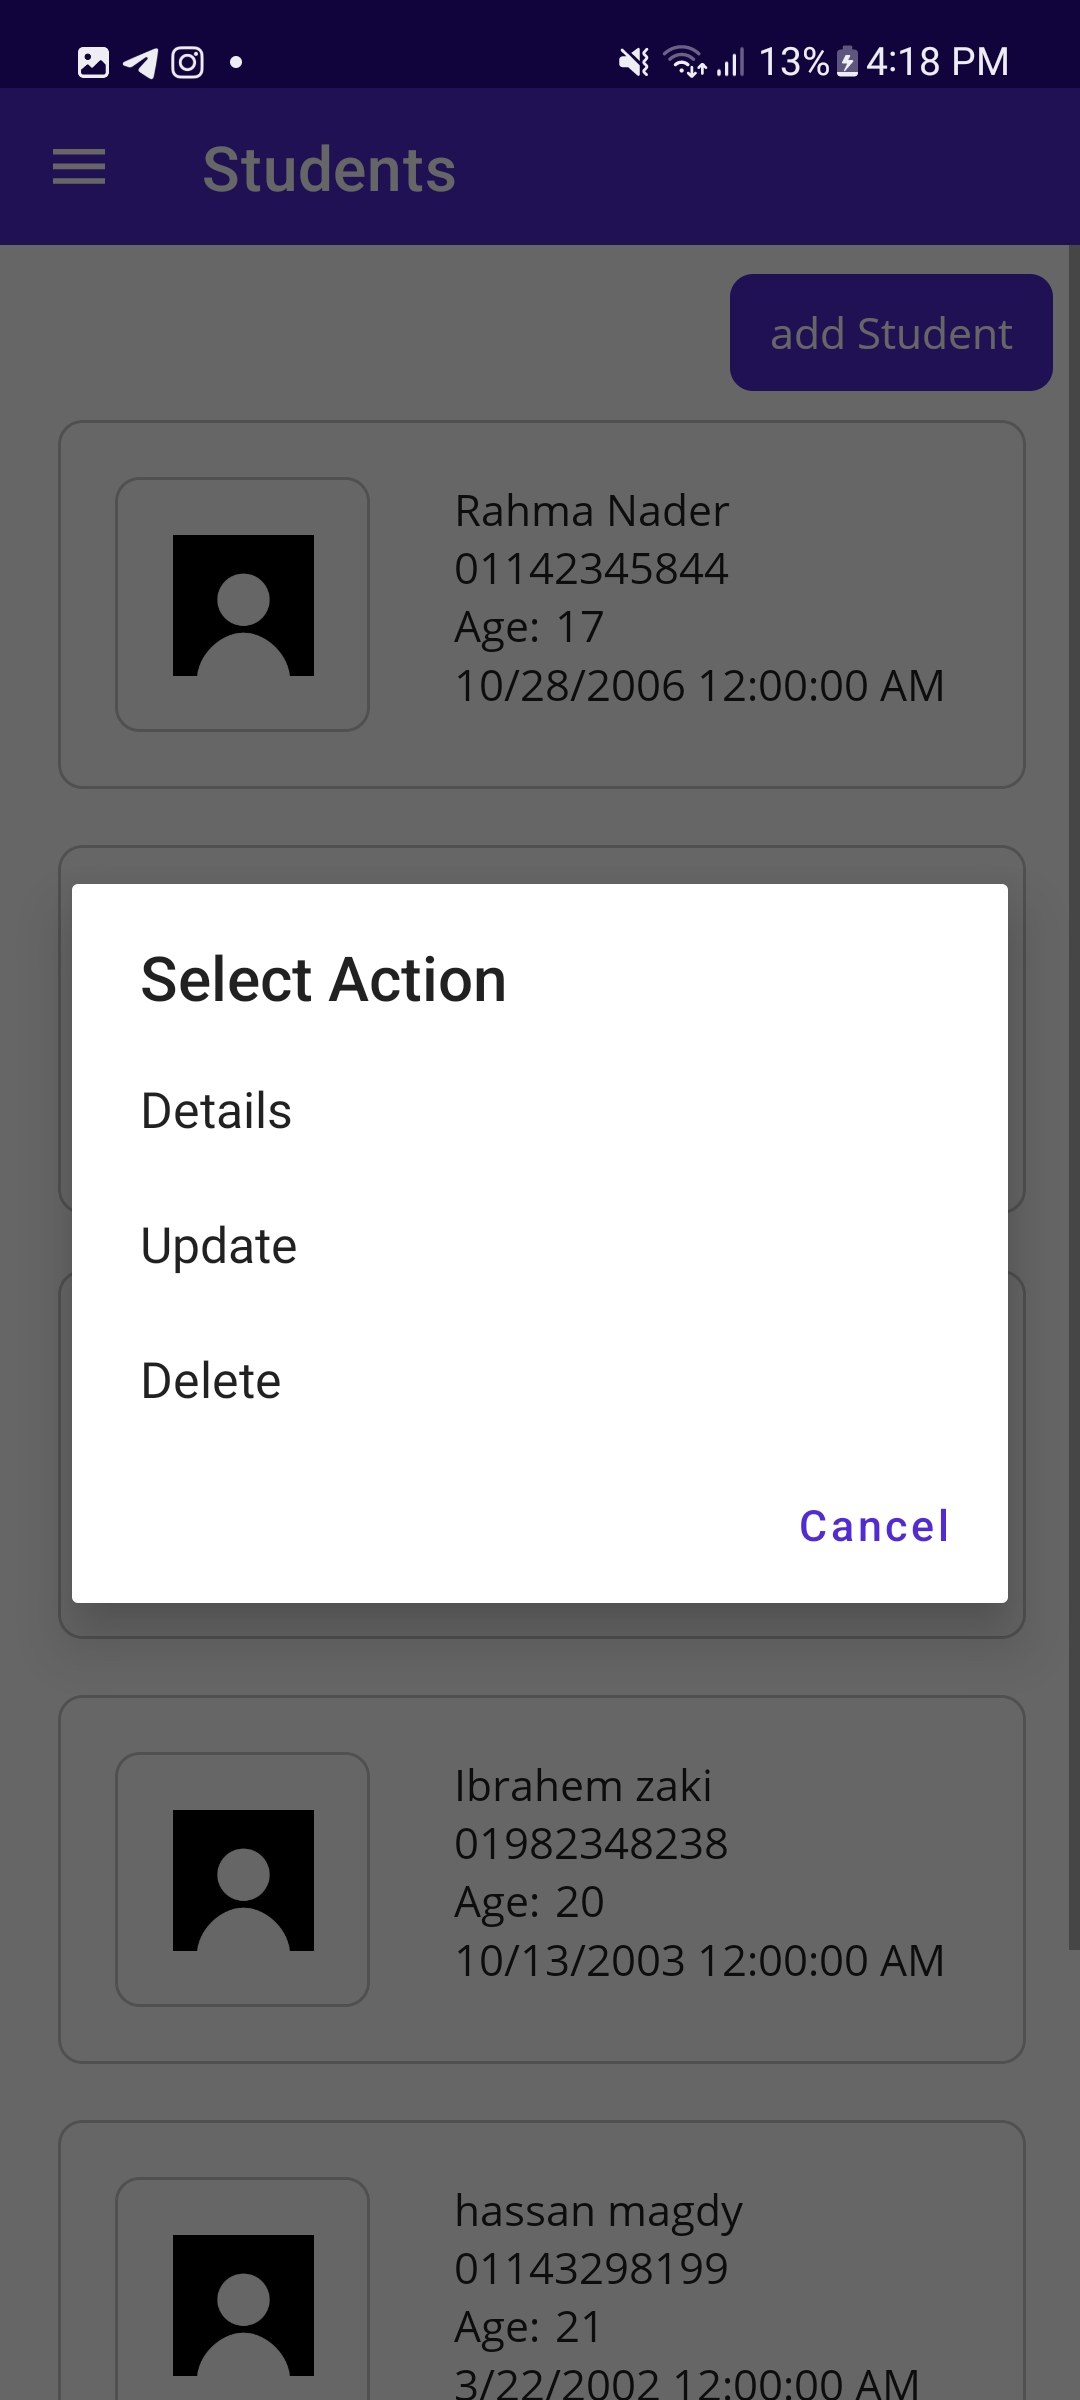 13% 4:18 PM
Students
add Student
Rahma Nader
01142345844
Age: 17
10/28/2006 12:00:00 AM
Select Action
Details
Update
Delete
Cancel
Ibrahem zaki
01982348238
Age: 20
10/13/2003 12:00:00 AM
hassan magdy
01143298199
Age: 21
3/22/2002 12:00:00 AM